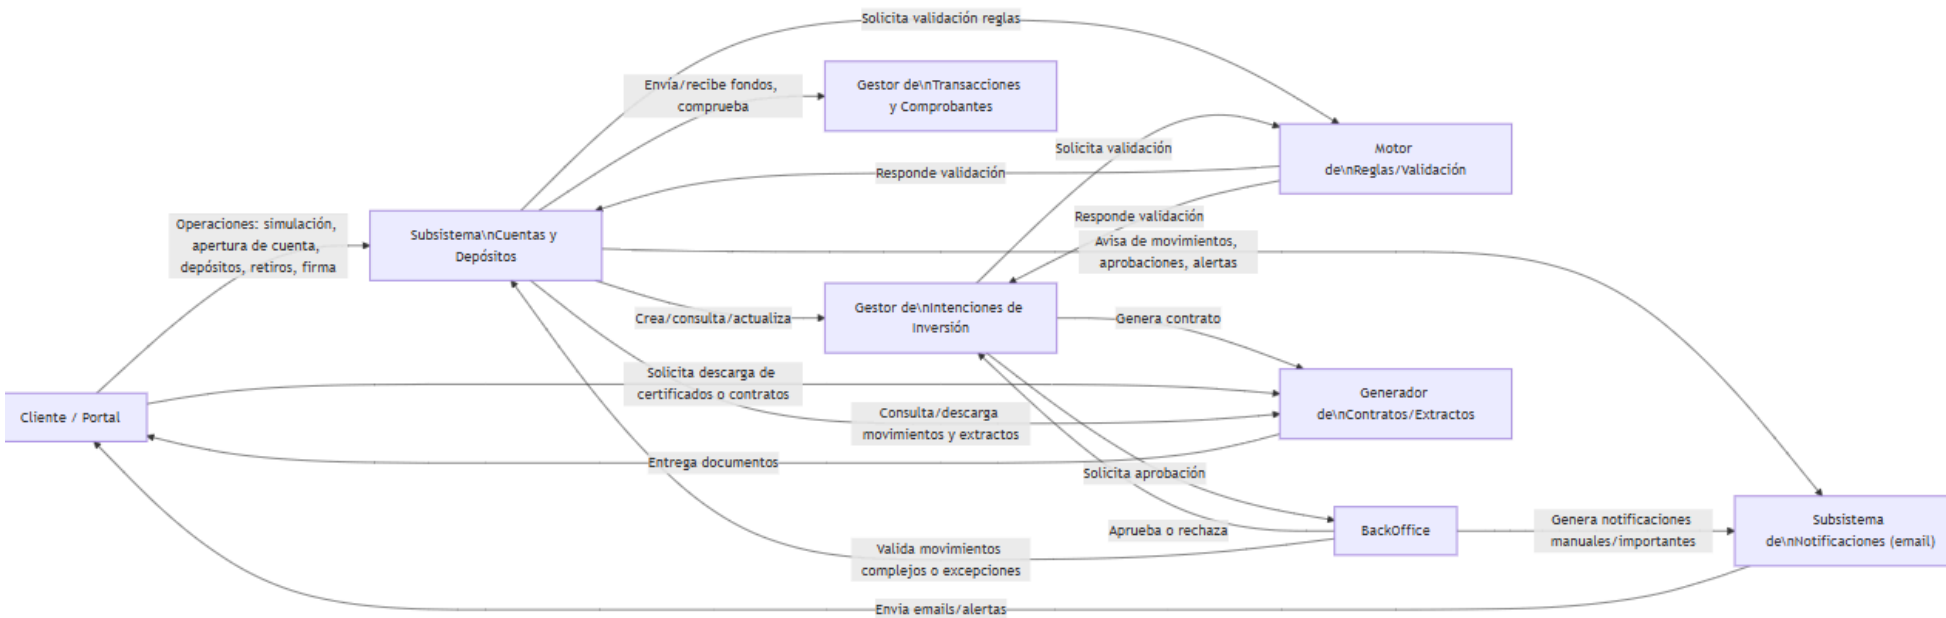 Solicita validación reglas
Envía/recibe fondos,
comprueba
Gestor de\nTransacciones
y Comprobantes
Motor
de\nReglas/Validación
Solicita validación
Responde validación
Responde validación
Operaciones: simulación,
apertura de cuenta,
depósitos, retiros, firma
Subsistema\nCuentas y
Depósitos
Avisa de movimientos,
aprobaciones, alertas
Crea/consulta/actualiza
Gestor de\nIntenciones de
Inversión
Genera contrato
Solicita descarga de
certificados o contratos
Generador
de\nContratos/Extractos
Cliente / Portal
Consulta/descarga
movimientos y extractos
Entrega documentos
Solicita aprobación
Aprueba o rechaza
BackOffice
Genera notificaciones
manuales/importantes
Subsistema
de\nNotificaciones (email)
Valida movimientos
complejos o excepciones
Envia emails/alertas